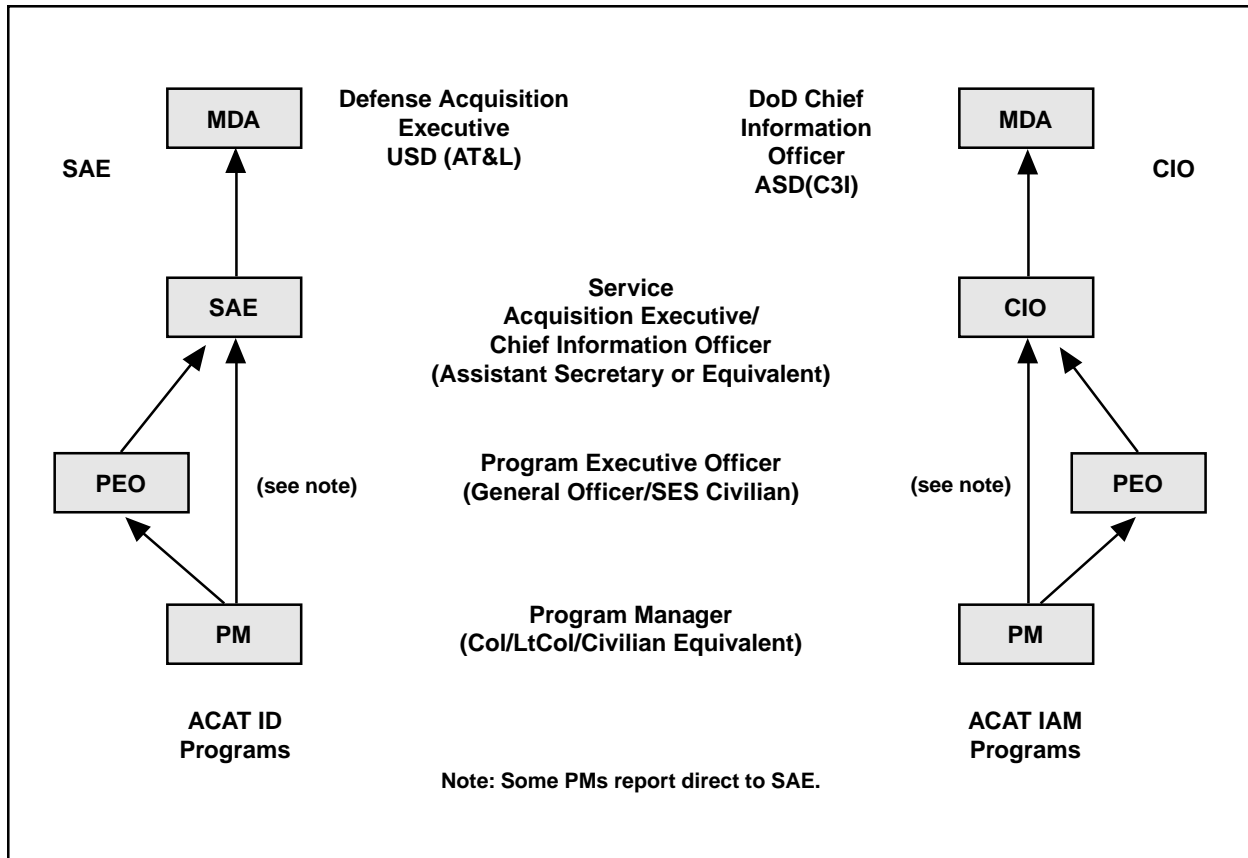 MDA
Defense Acquisition
Executive
USD (AT&L)
DoD Chief
Information
Officer
ASD(C3I)
MDA
SAE
CIO
SAE
Service
Acquisition Executive/
Chief Information Officer
(Assistant Secretary or Equivalent)
CIO
PEO
(see note)
Program Executive Officer
(General Officer/SES Civilian)
(see note)
PEO
PM
Program Manager
(Col/LtCol/Civilian Equivalent)
PM
ACAT ID
Programs
ACAT IAM
Programs
Note: Some PMs report direct to SAE.